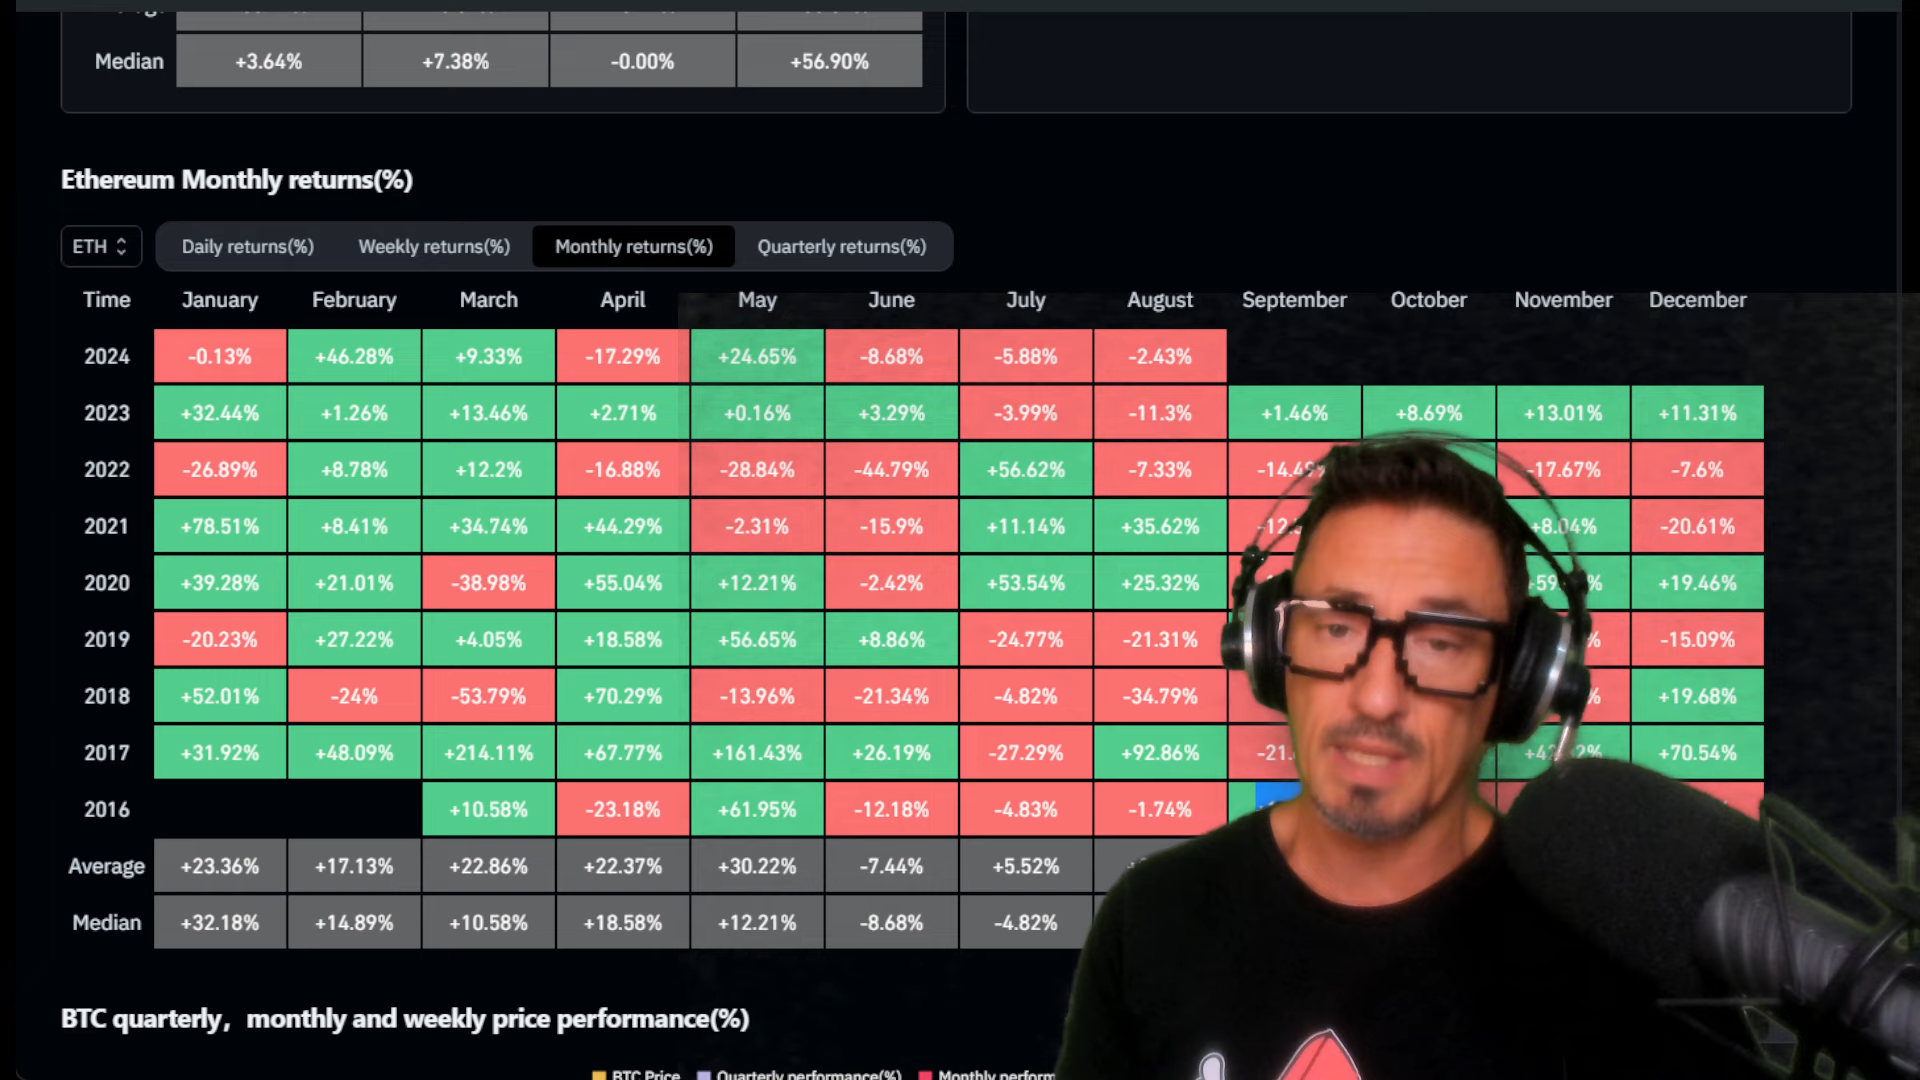 Median +3.64% +7.38% -0.00% +56.90%
Ethereum Monthly returns(%)
ETH Daily returns(%) Weekly returns(%) Monthly returns(%) Quarterly returns(%)
Time January February March April May June July August September October November December
2024 -0.13% +46.28% +9.33% -17.29% +24.65% -8.68% -5.88% -2.43%
2023 +32.44% +1.26% +13.46% +2.71% +0.16% +3.29% -3.99% -11.3% +1.46% +8.69% +13.01% +11.31%
2022 -26.89% +8.78% +12.2% -16.88% -28.84% -44.79% +56.62% -7.33% -17.67% -7.6%
2021 +78.51% +8.41% +34.74% +44.29% -2.31% -15.9% +11.14% +35.62% +8.04% -20.61%
2020 +39.28% +21.01% -38.98% +55.04% +12.21% -2.42% +53.54% +25.32% +19.46%
2019 -20.23% +27.22% +4.05% +18.58% +56.65% +8.86% -24.77% -21.31% -15.09%
2018 +52.01% -24% -53.79% +70.29% -13.96% -21.34% -4.82% -34.79% +19.68%
2017 +31.92% +48.09% +214.11% +67.77% +161.43% +26.19% -27.29% +92.86% +70.54%
2016 +10.58% -23.18% +61.95% -12.18% -4.83% -1.74%
Average +23.36% +17.13% +22.86% +22.37% +30.22% -7.44% +5.52%
Median +32.18% +14.89% +10.58% +18.58% +12.21% -8.68% -4.82%
BTC quarterly, monthly and weekly price performance(%)
BTC Price Quarterly performance(%) Monthly perform